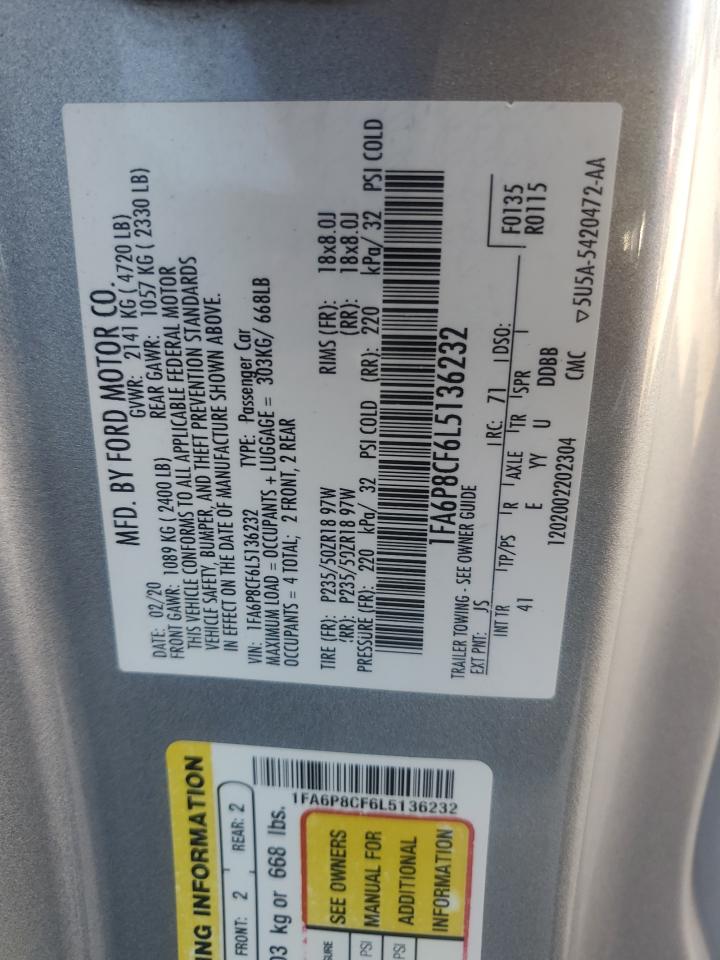 MFD. BY FORD MOTOR CO.
DATE: 02/20 GVWR: 2141 KG ( 4720 LB)
FRONT GAWR: 1089 KG ( 2400 LB) REAR GAWR: 1057 KG ( 2330 LB)
THIS VEHICLE CONFORMS TO ALL APPLICABLE FEDERAL MOTOR
VEHICLE SAFETY, BUMPER, AND THEFT PREVENTION STANDARDS
IN EFFECT ON THE DATE OF MANUFACTURE SHOWN ABOVE.
VIN: 1FA6P8CF6L5136232 TYPE: Passenger Car
MAXIMUM LOAD = OCCUPANTS + LUGGAGE = 303KG/ 668LB
OCCUPANTS = 4 TOTAL; 2 FRONT, 2 REAR
TIRE (FR): P235/50ZR18 97W RIMS (FR): 18x8.0J
(RR): P235/50ZR18 97W (RR): 18x8.0J
PRESSURE (FR): 220 kPa/ 32 PSI COLD (RR): 220 kPa/ 32 PSI COLD
1FA6P8CF6L5136232
TRAILER TOWING - SEE OWNER GUIDE
EXT PNT: JS RC: 71 DSO: F0135
INT TR TP/PS R AXLE TR SPR R0115
41 E YY U DDBB
1202002202304 CMC ▽5U5A-5420472-AA
ING INFORMATION
FRONT: 2 REAR: 2
03 kg or 668 lbs.
1FA6P8CF6L5136232
SEE OWNERS
MANUAL FOR
ADDITIONAL
INFORMATION
SURE
PSI
PSI